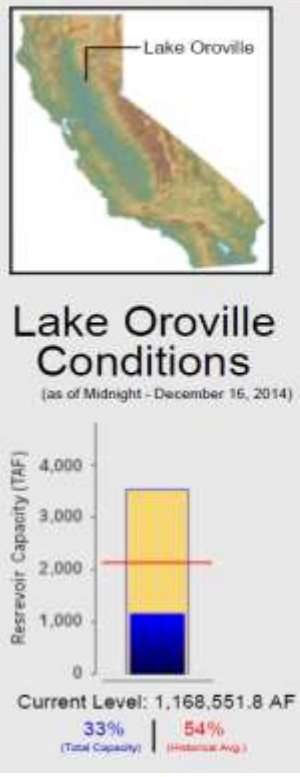 Lake Oroville
Lake Oroville
Conditions
(as of Midnight - December 16, 2014)
Resrevoir Capacity (TAF)
4,000
3,000
2,000
1,000
0
Current Level: 1,168,551.8 AF
33% | 54%
(Total Capacity) (Historical Avg.)